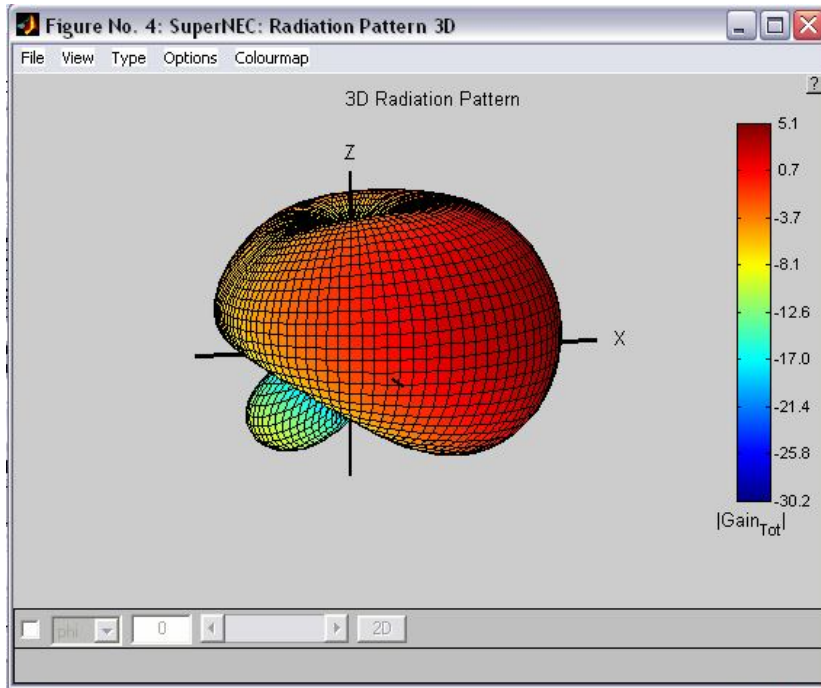 Figure No. 4: SuperNEC: Radiation Pattern 3D
File View Type Options Colourmap
?
3D Radiation Pattern
Z
X
5.1
0.7
-3.7
-8.1
-12.6
-17.0
-21.4
-25.8
-30.2
|GainTot|
phi 0 2D